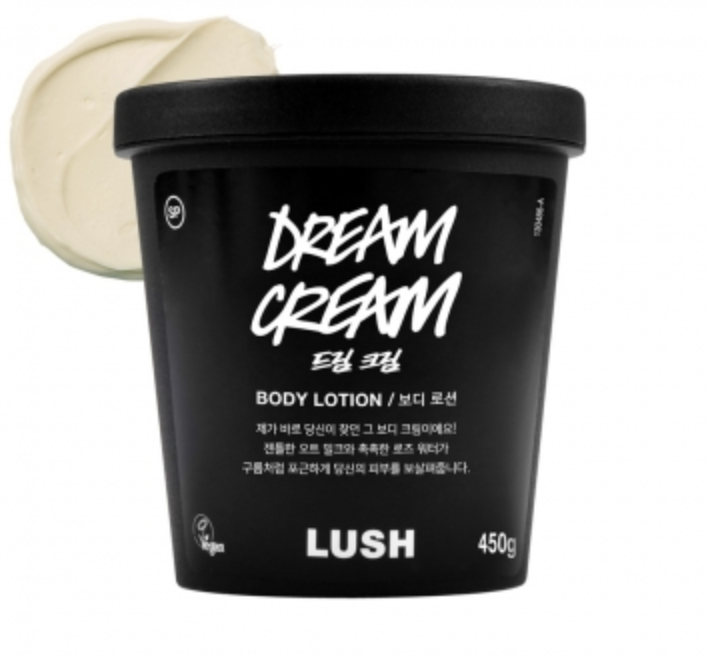 SP
130486-A
DREAM
CREAM
드림 크림
BODY LOTION / 보디 로션
제가 바로 당신이 찾던 그 보디 크림이에요!
젠틀한 오트 밀크와 촉촉한 로즈 워터가
구름처럼 포근하게 당신의 피부를 보살펴줍니다.
Vegan
LUSH
450g